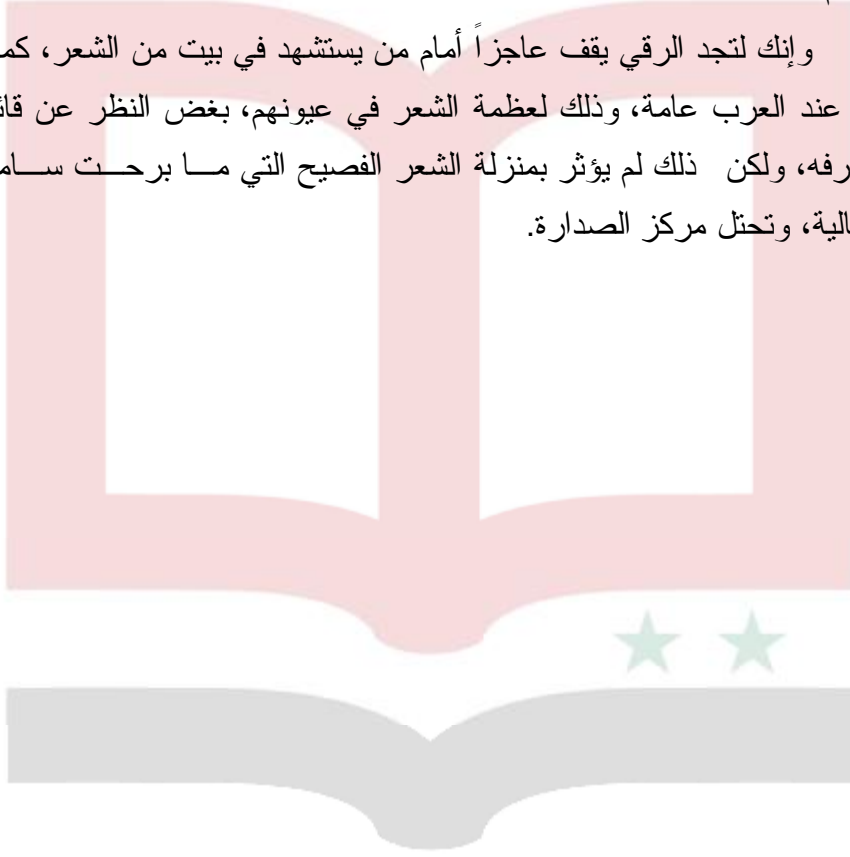 وإنك لتجد الرقي يقف عاجزاً أمام من يستشهد في بيت من الشعر، كم
عند العرب عامة، وذلك لعظمة الشعر في عيونهم، بغض النظر عن قائ
رفه، ولكن ذلك لم يؤثر بمنزلة الشعر الفصيح التي مـا برحـت سـام
الية، وتحتل مركز الصدارة.